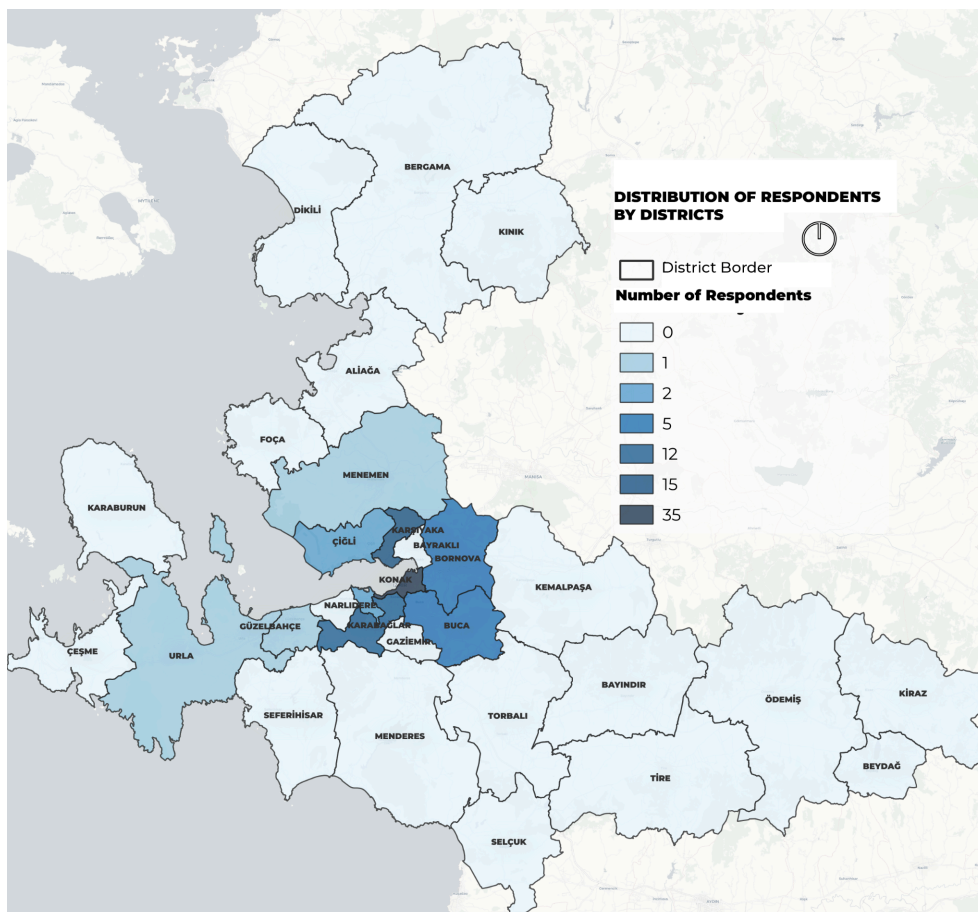 BERGAMA
DİKİLİ
KINIK
DISTRIBUTION OF RESPONDENTS
BY DISTRICTS
District Border
Number of Respondents
0
1
2
5
12
15
35
ALİAĞA
FOÇA
MENEMEN
MANISA
MYTILENE
KARABURUN
KARŞIYAKA
ÇİĞLİ
BAYRAKLI
BORNOVA
KONAK
KEMALPAŞA
NARLIDERE
GÜZELBAHÇE
KARABAĞLAR
BUCA
GAZİEMİR
ÇEŞME
URLA
BAYINDIR
SEFERİHİSAR
MENDERES
TORBALI
ÖDEMİŞ
KİRAZ
BEYDAĞ
TİRE
SELÇUK